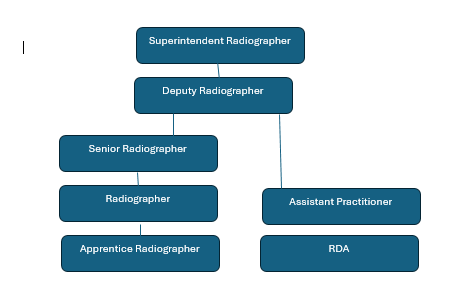 Superintendent Radiographer
Deputy Radiographer
Senior Radiographer
Radiographer
Assistant Practitioner
Apprentice Radiographer
RDA